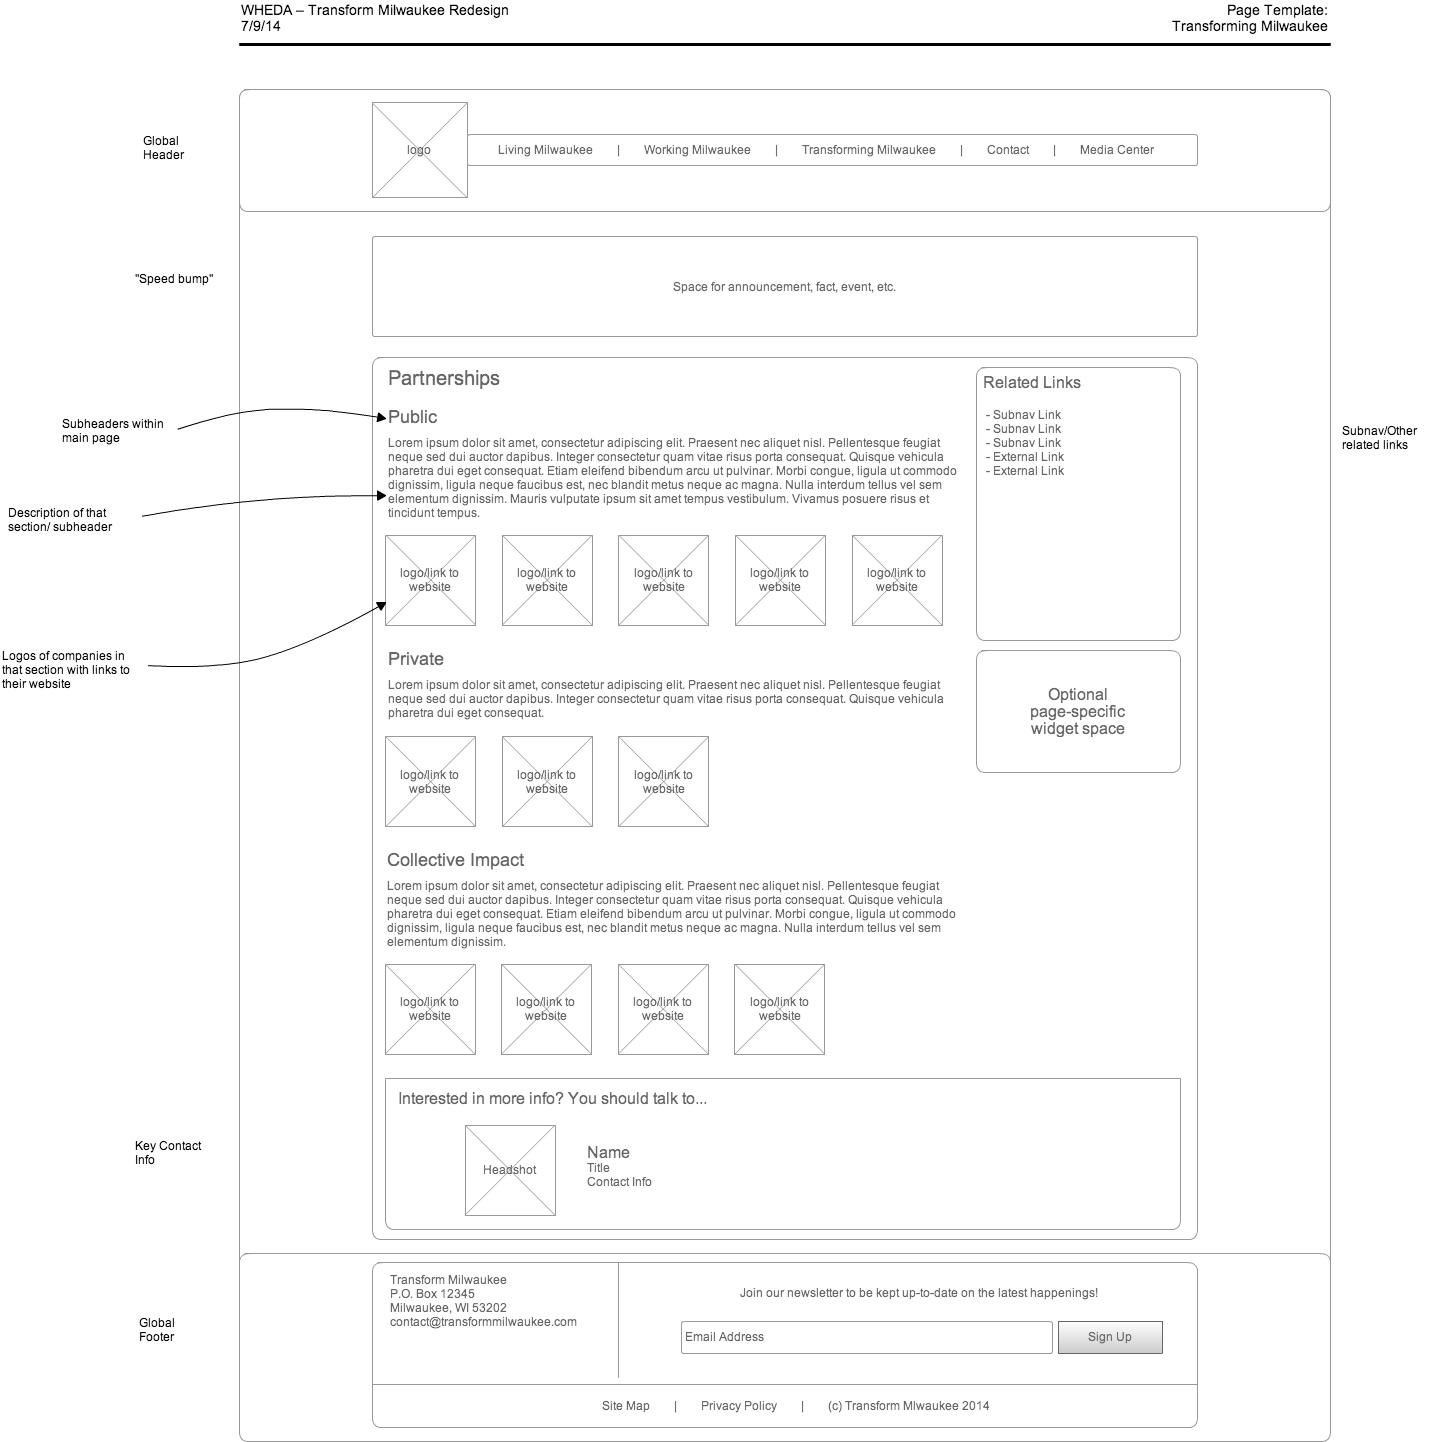 WHEDA – Transform Milwaukee Redesign
7/9/14
Page Template:
Transforming Milwaukee
Global
Header
logo
Living Milwaukee | Working Milwaukee | Transforming Milwaukee | Contact | Media Center
"Speed bump"
Space for announcement, fact, event, etc.
Partnerships
Subheaders within
main page
Public
Lorem ipsum dolor sit amet, consectetur adipiscing elit. Praesent nec aliquet nisl. Pellentesque feugiat
neque sed dui auctor dapibus. Integer consectetur quam vitae risus porta consequat. Quisque vehicula
pharetra dui eget consequat. Etiam eleifend bibendum arcu ut pulvinar. Morbi congue, ligula ut commodo
dignissim, ligula neque faucibus est, nec blandit metus neque ac magna. Nulla interdum tellus vel sem
elementum dignissim. Mauris vulputate ipsum sit amet tempus vestibulum. Vivamus posuere risus et
tincidunt tempus.
Description of that
section/ subheader
logo/link to
website
logo/link to
website
logo/link to
website
logo/link to
website
logo/link to
website
Logos of companies in
that section with links to
their website
Related Links
- Subnav Link
- Subnav Link
- Subnav Link
- External Link
- External Link
Subnav/Other
related links
Optional
page-specific
widget space
Private
Lorem ipsum dolor sit amet, consectetur adipiscing elit. Praesent nec aliquet nisl. Pellentesque feugiat
neque sed dui auctor dapibus. Integer consectetur quam vitae risus porta consequat. Quisque vehicula
pharetra dui eget consequat.
logo/link to
website
logo/link to
website
logo/link to
website
Collective Impact
Lorem ipsum dolor sit amet, consectetur adipiscing elit. Praesent nec aliquet nisl. Pellentesque feugiat
neque sed dui auctor dapibus. Integer consectetur quam vitae risus porta consequat. Quisque vehicula
pharetra dui eget consequat. Etiam eleifend bibendum arcu ut pulvinar. Morbi congue, ligula ut commodo
dignissim, ligula neque faucibus est, nec blandit metus neque ac magna. Nulla interdum tellus vel sem
elementum dignissim.
logo/link to
website
logo/link to
website
logo/link to
website
logo/link to
website
Key Contact
Info
Interested in more info? You should talk to...
Headshot
Name
Title
Contact Info
Global
Footer
Transform Milwaukee
P.O. Box 12345
Milwaukee, WI 53202
contact@transformmilwaukee.com
Join our newsletter to be kept up-to-date on the latest happenings!
Email Address
Sign Up
Site Map | Privacy Policy | (c) Transform Mlwaukee 2014